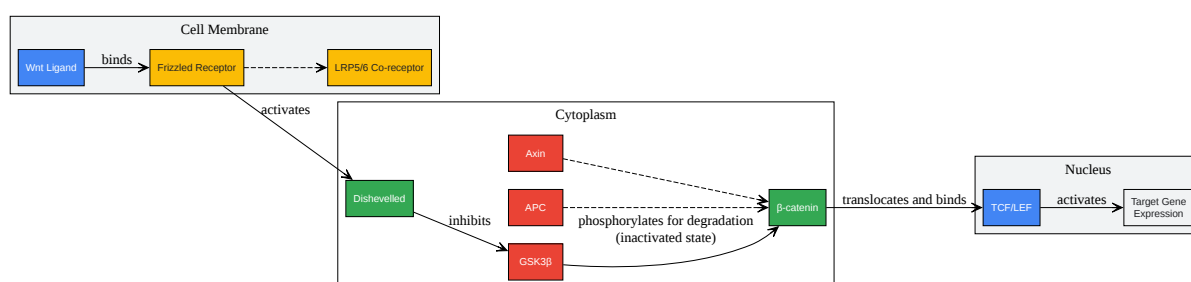 Cell Membrane
Wnt Ligand
binds
Frizzled Receptor
LRP5/6 Co-receptor
activates
Cytoplasm
Axin
APC
Dishevelled
inhibits
GSK3β
phosphorylates for degradation
(inactivated state)
β-catenin
translocates and binds
Nucleus
TCF/LEF
activates
Target Gene
Expression